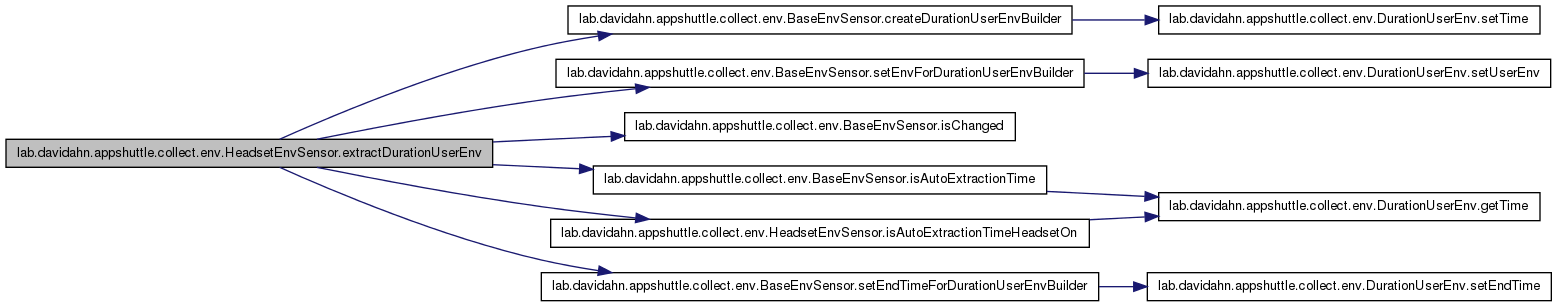 lab.davidahn.appshuttle.collect.env.HeadsetEnvSensor.extractDurationUserEnv
lab.davidahn.appshuttle.collect.env.BaseEnvSensor.createDurationUserEnvBuilder
lab.davidahn.appshuttle.collect.env.DurationUserEnv.setTime
lab.davidahn.appshuttle.collect.env.BaseEnvSensor.setEnvForDurationUserEnvBuilder
lab.davidahn.appshuttle.collect.env.DurationUserEnv.setUserEnv
lab.davidahn.appshuttle.collect.env.BaseEnvSensor.isChanged
lab.davidahn.appshuttle.collect.env.BaseEnvSensor.isAutoExtractionTime
lab.davidahn.appshuttle.collect.env.DurationUserEnv.getTime
lab.davidahn.appshuttle.collect.env.HeadsetEnvSensor.isAutoExtractionTimeHeadsetOn
lab.davidahn.appshuttle.collect.env.BaseEnvSensor.setEndTimeForDurationUserEnvBuilder
lab.davidahn.appshuttle.collect.env.DurationUserEnv.setEndTime